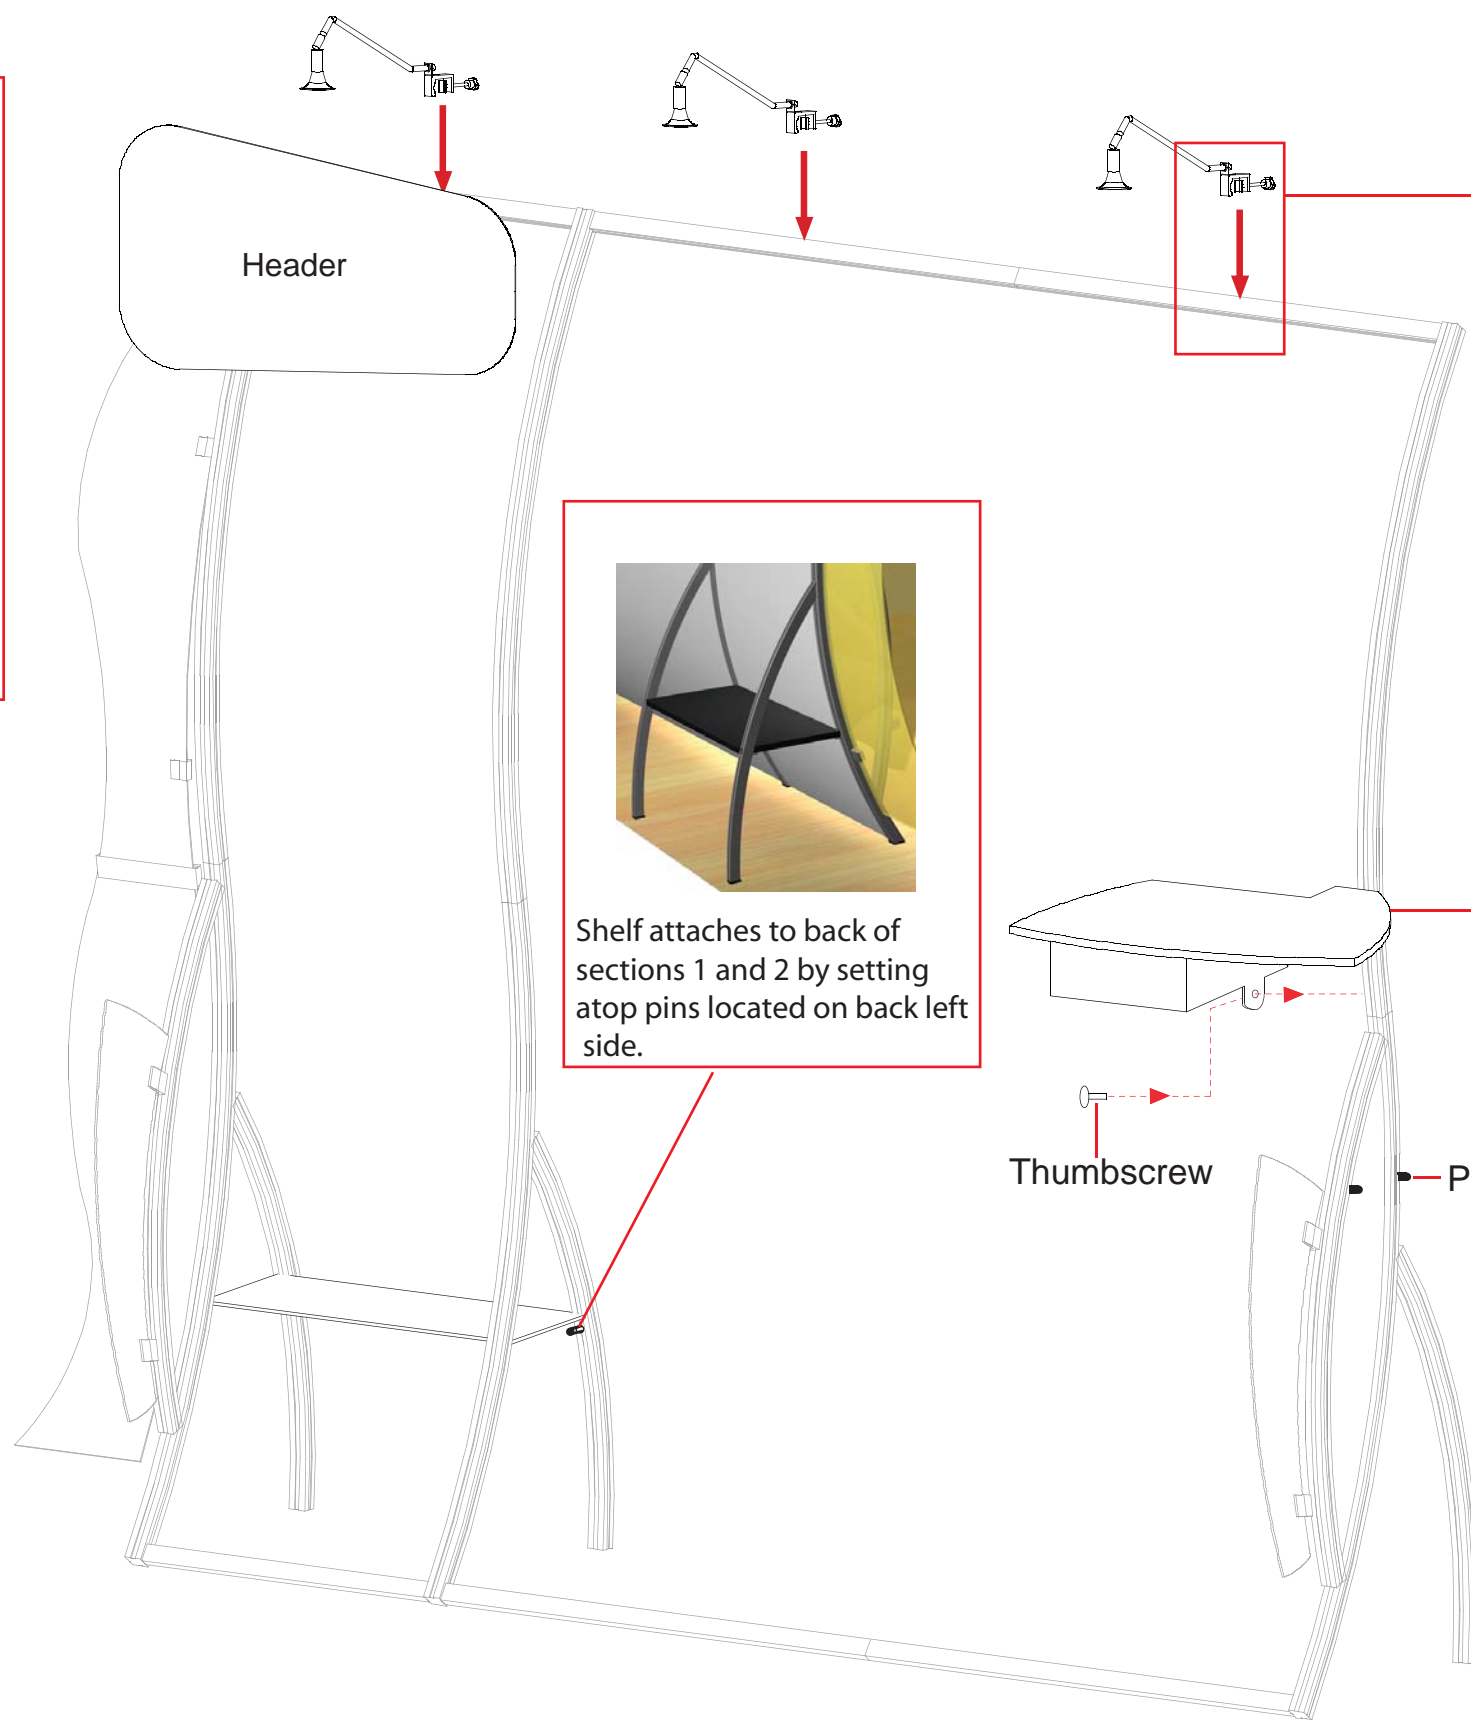 Header
Shelf attaches to back of
sections 1 and 2 by setting
atop pins located on back left
side.
Thumbscrew
P